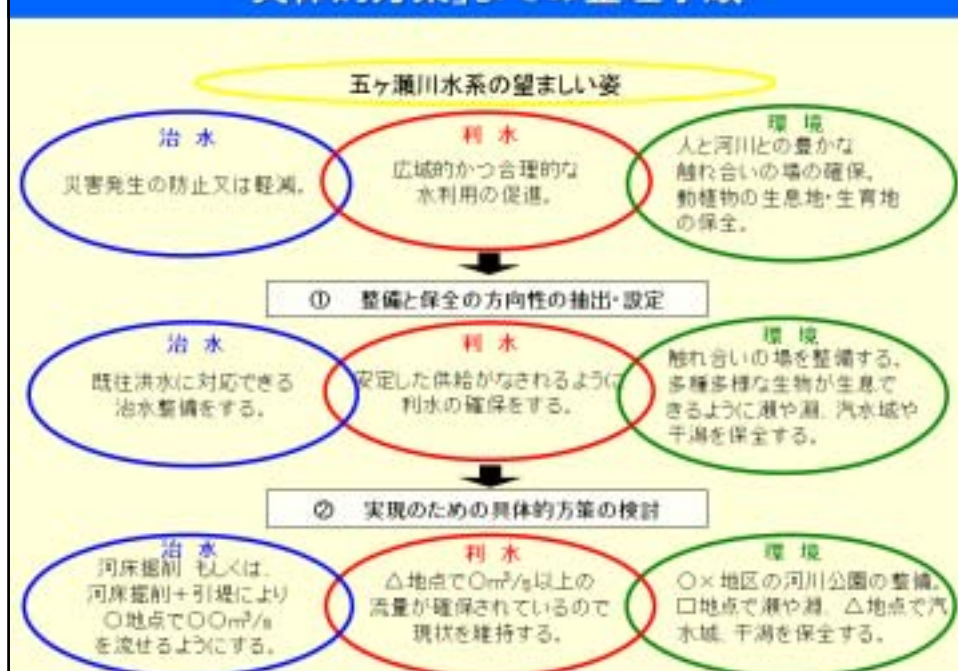 五ヶ瀬川水系の望ましい姿
治 水
災害発生の防止又は軽減。
利 水
広域的かつ合理的な
水利用の促進。
環 境
人と河川との豊かな
触れ合いの場の確保。
動植物の生息地・生育地
の保全。
① 整備と保全の方向性の抽出・設定
治 水
既往洪水に対応できる
治水整備をする。
利 水
安定した供給がなされるように
利水の確保をする。
環 境
触れ合いの場を整備する。
多種多様な生物が生息で
きるように瀬や淵、汽水域や
干潟を保全する。
② 実現のための具体的方策の検討
治 水
河床掘削 もしくは、
河床掘削+引堤により
○地点で○○m³/s
を流せるようにする。
利 水
△地点で○m³/s以上の
流量が確保されているので
現状を維持する。
環 境
○×地区の河川公園の整備。
□地点で瀬や淵、△地点で汽
水域、干潟を保全する。